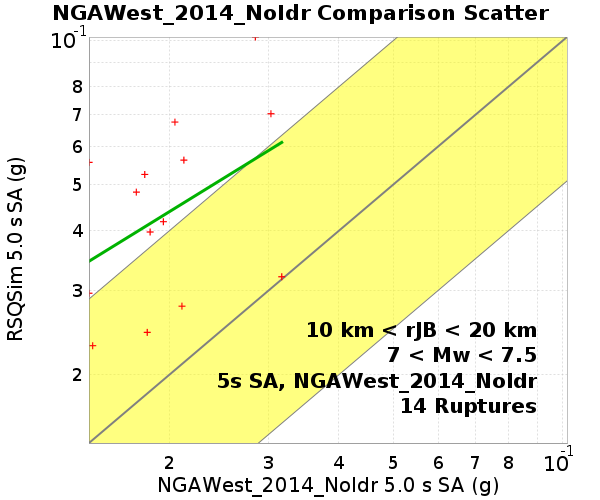 NGAWest_2014_NoIdr Comparison Scatter
10⁻¹
8
7
6
5
4
3
2
RSQSim 5.0 s SA (g)
10 km < rJB < 20 km
7 < Mw < 7.5
5s SA, NGAWest_2014_NoIdr
14 Ruptures
2 3 4 5 6 7 8 10⁻¹
NGAWest_2014_NoIdr 5.0 s SA (g)